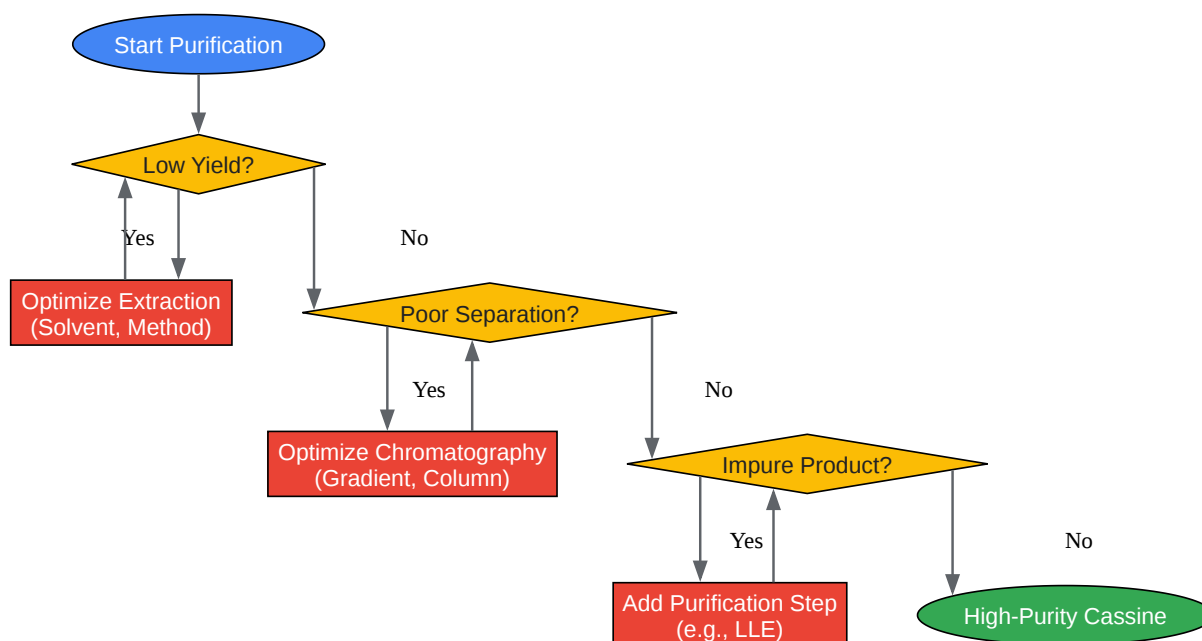 Start Purification
Low Yield?
Yes
No
Optimize Extraction
(Solvent, Method)
Poor Separation?
Yes
No
Optimize Chromatography
(Gradient, Column)
Impure Product?
Yes
No
Add Purification Step
(e.g., LLE)
High-Purity Cassine